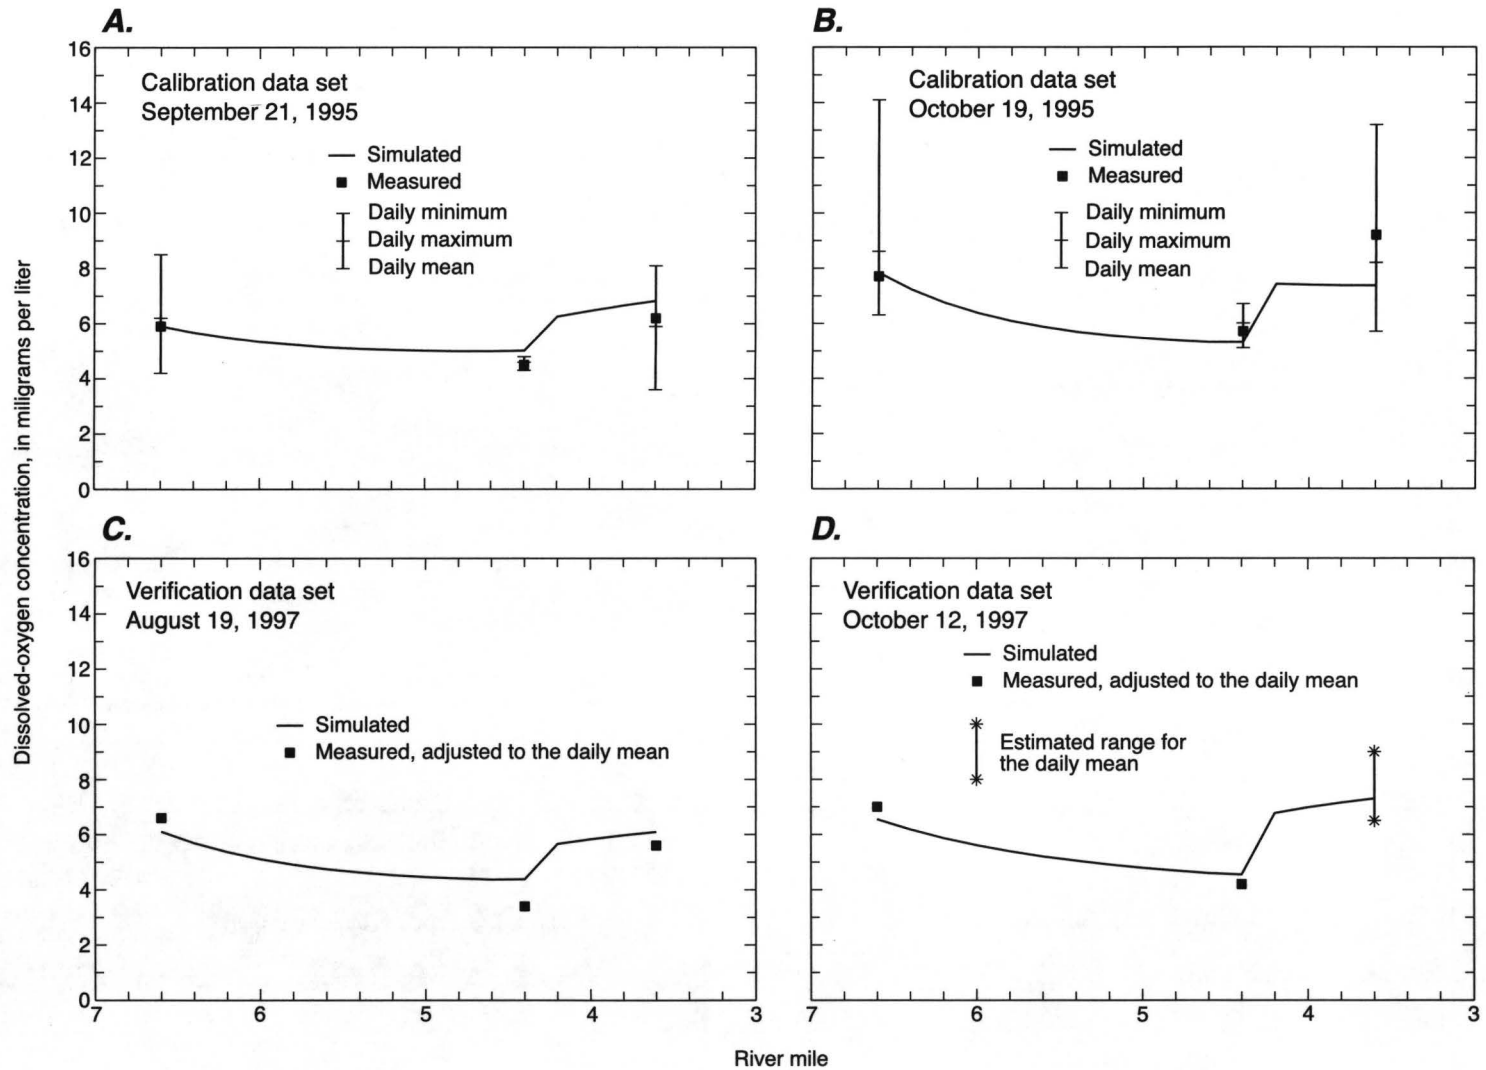 A.
Calibration data set
September 21, 1995
Simulated
Measured
Daily minimum
Daily maximum
Daily mean
16
14
12
10
8
6
4
2
0
B.
Calibration data set
October 19, 1995
Simulated
Measured
Daily minimum
Daily maximum
Daily mean
Dissolved-oxygen concentration, in miligrams per liter
C.
Verification data set
August 19, 1997
Simulated
Measured, adjusted to the daily mean
16
14
12
10
8
6
4
2
0
7 6 5 4 3
D.
Verification data set
October 12, 1997
Simulated
Measured, adjusted to the daily mean
Estimated range for
the daily mean
7 6 5 4 3
River mile